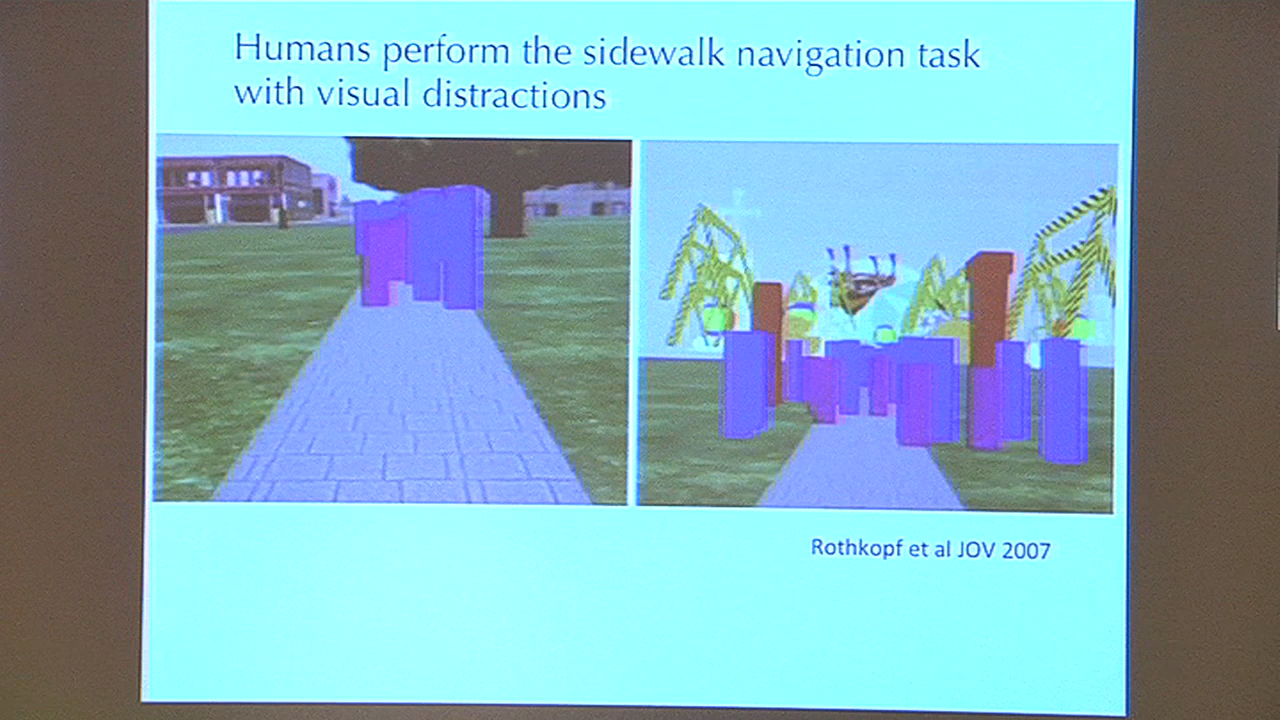 Humans perform the sidewalk navigation task
with visual distractions
Rothkopf et al JOV 2007